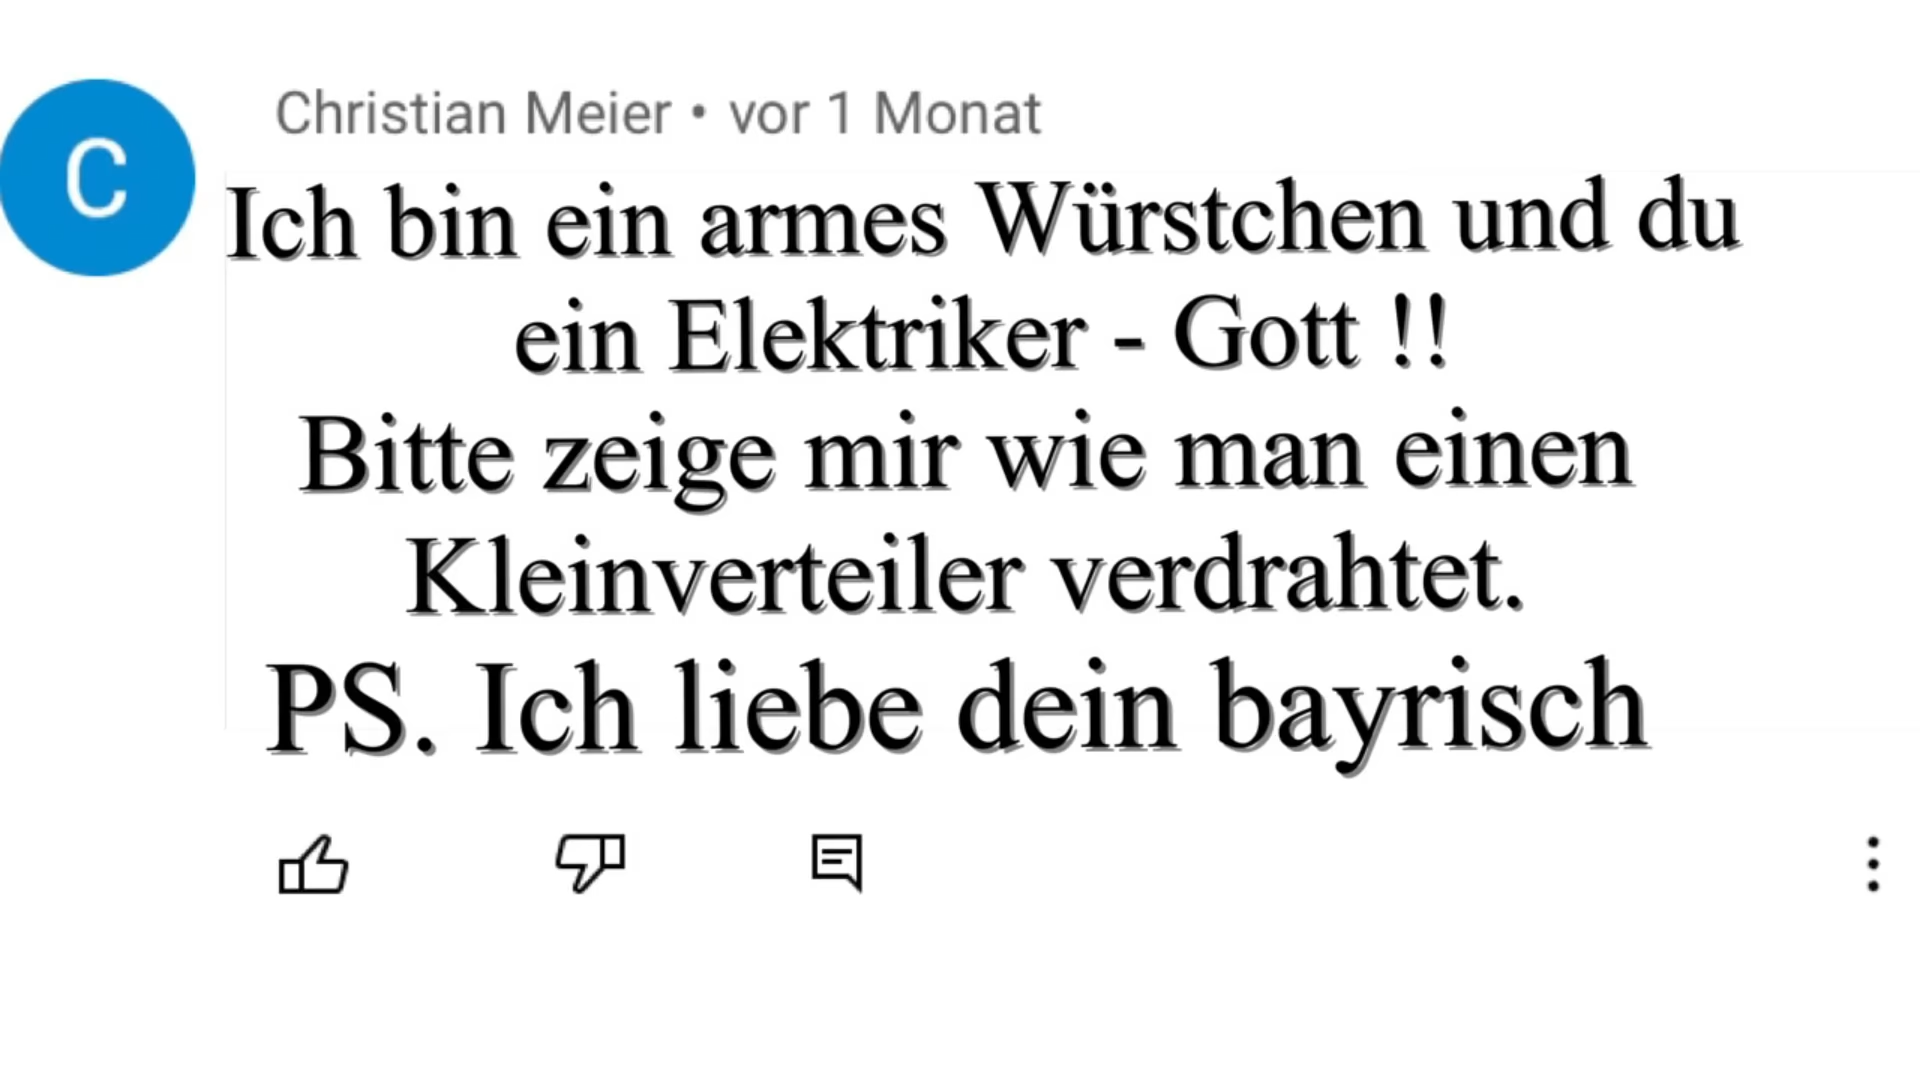 C
Christian Meier • vor 1 Monat
Ich bin ein armes Würstchen und du
ein Elektriker - Gott !!
Bitte zeige mir wie man einen
Kleinverteiler verdrahtet.
PS. Ich liebe dein bayrisch